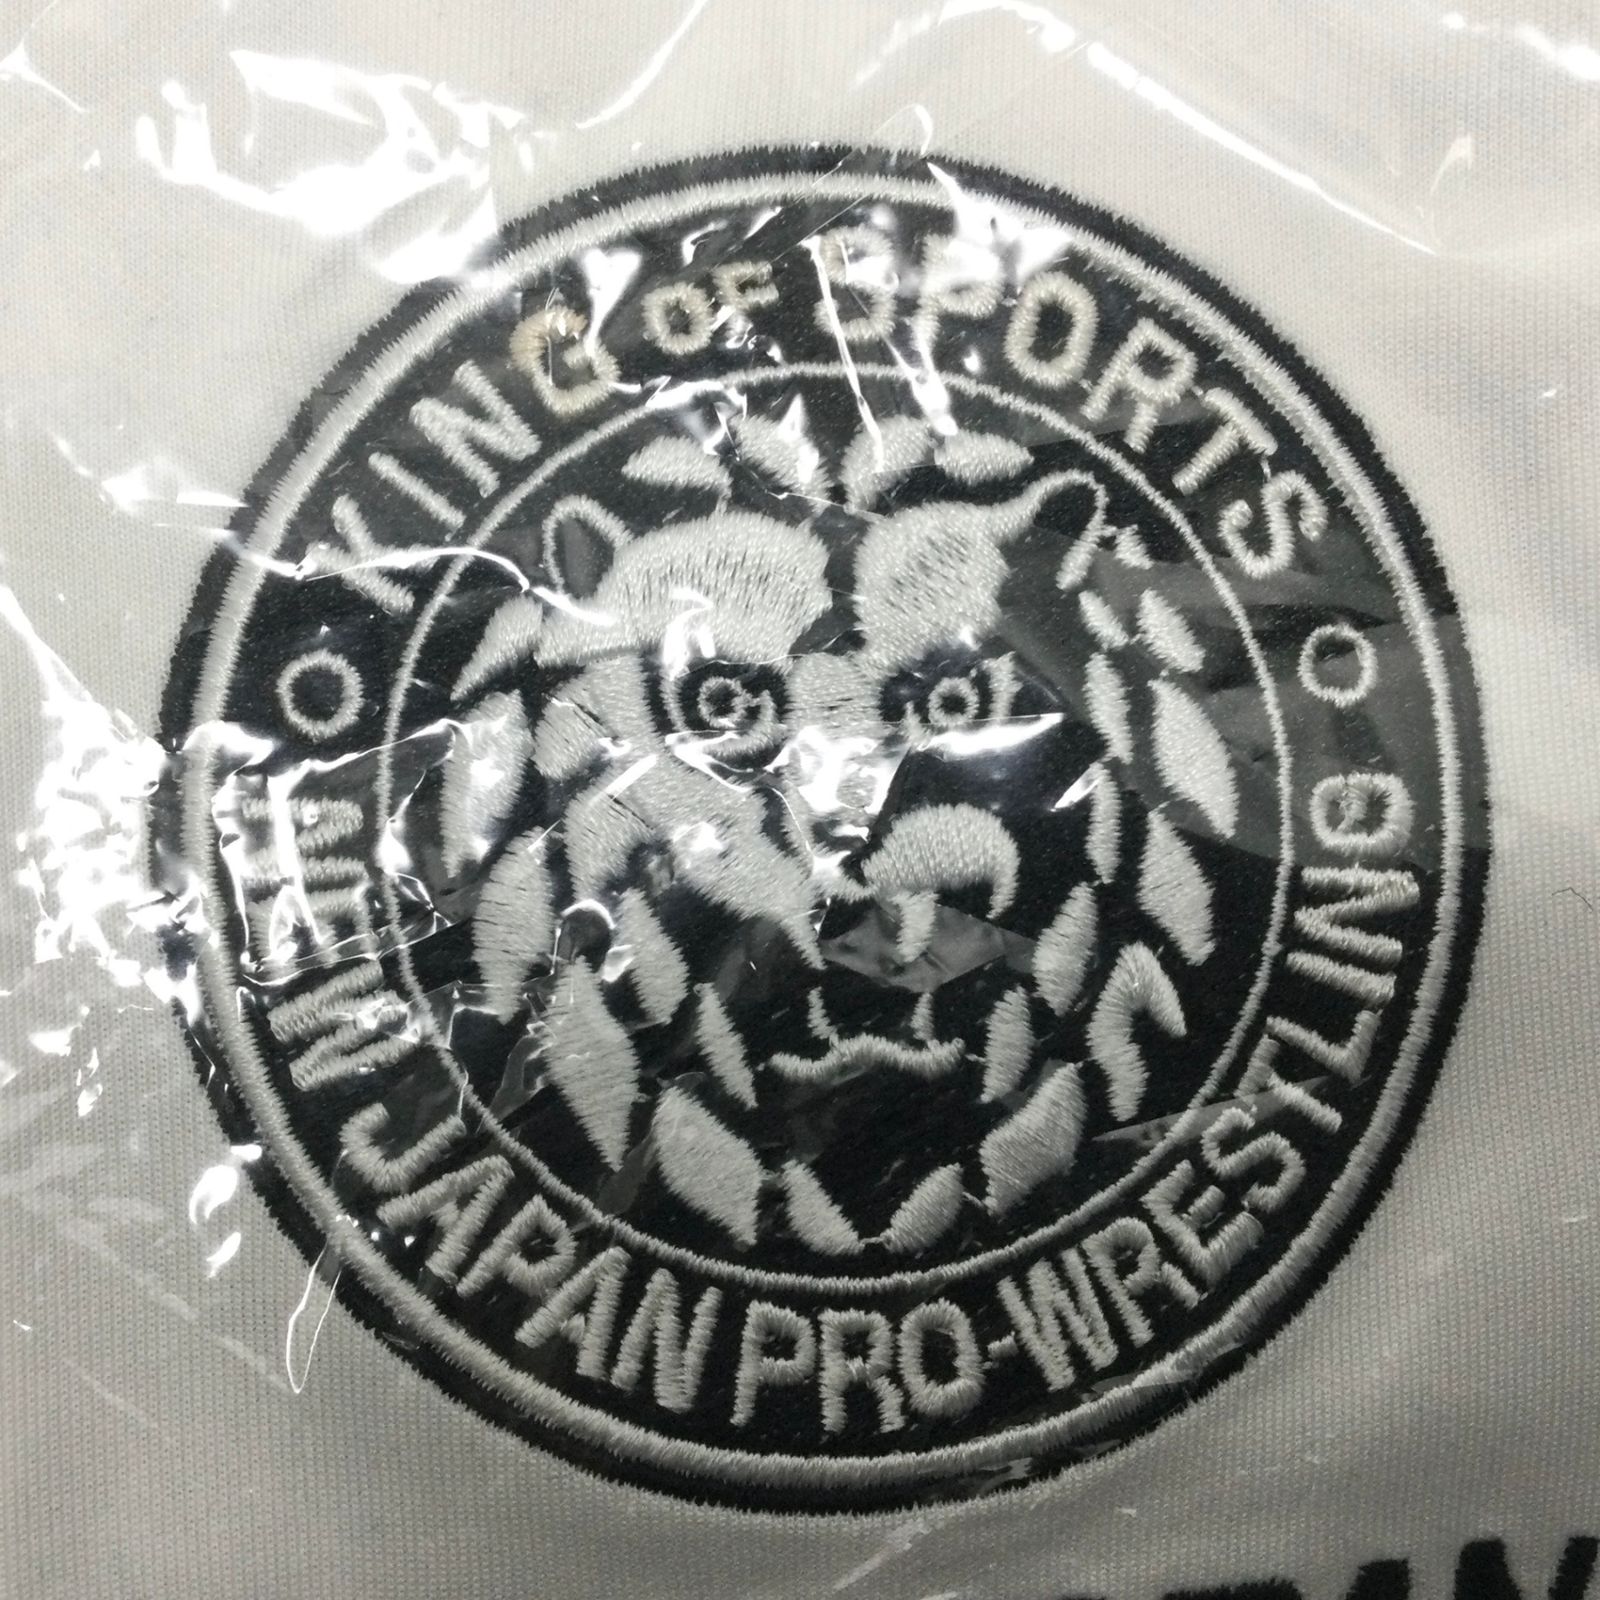 KING OF SPORTS
NEW JAPAN PRO-WRESTLING